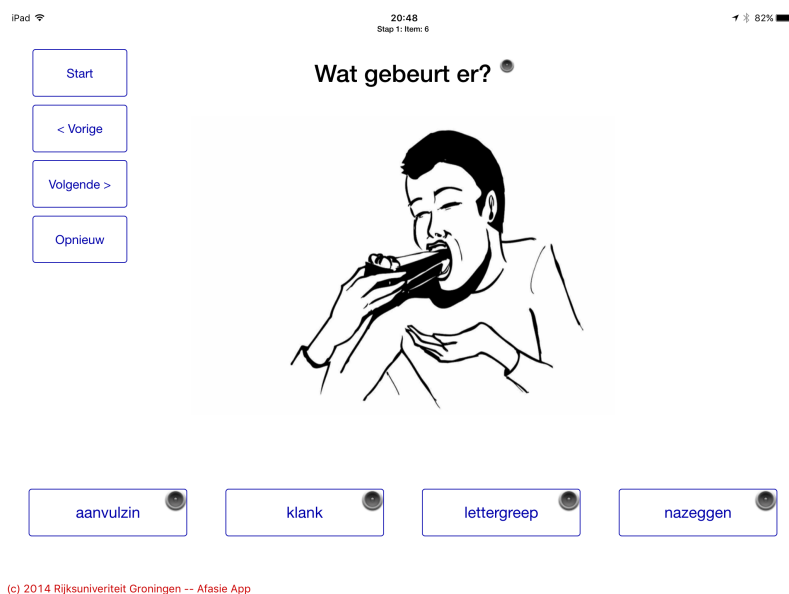 iPad 20:48 82%
Stap 1: Item: 6
Start
Wat gebeurt er?
< Vorige
Volgende >
Opnieuw
aanvulzin klank lettergreep nazeggen
(c) 2014 Rijksuniveriteit Groningen -- Afasie App